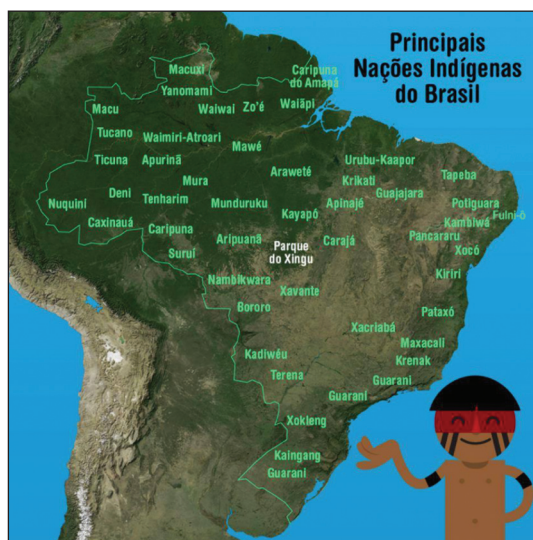 Principais
Nações Indígenas
do Brasil
Macuxi
Caripuna
do Amapá
Yanomami
Macu
Waiwai
Zo'é
Waiãpi
Tucano
Waimiri-Atroari
Mawé
Ticuna
Apurinã
Urubu-Kaapor
Mura
Araweté
Krikati
Tapeba
Deni
Tenharim
Guajajara
Nuquini
Munduruku
Apinajé
Potiguara
Kayapó
Fulni-ô
Caxinauá
Caripuna
Kambiwá
Aripuanã
Carajá
Pancararu
Parque
do Xingu
Suruí
Xocó
Kiriri
Nambikwara
Xavante
Bororo
Pataxó
Xacriabá
Maxacali
Kadiwéu
Krenak
Terena
Guarani
Guarani
Xokleng
Kaingang
Guarani